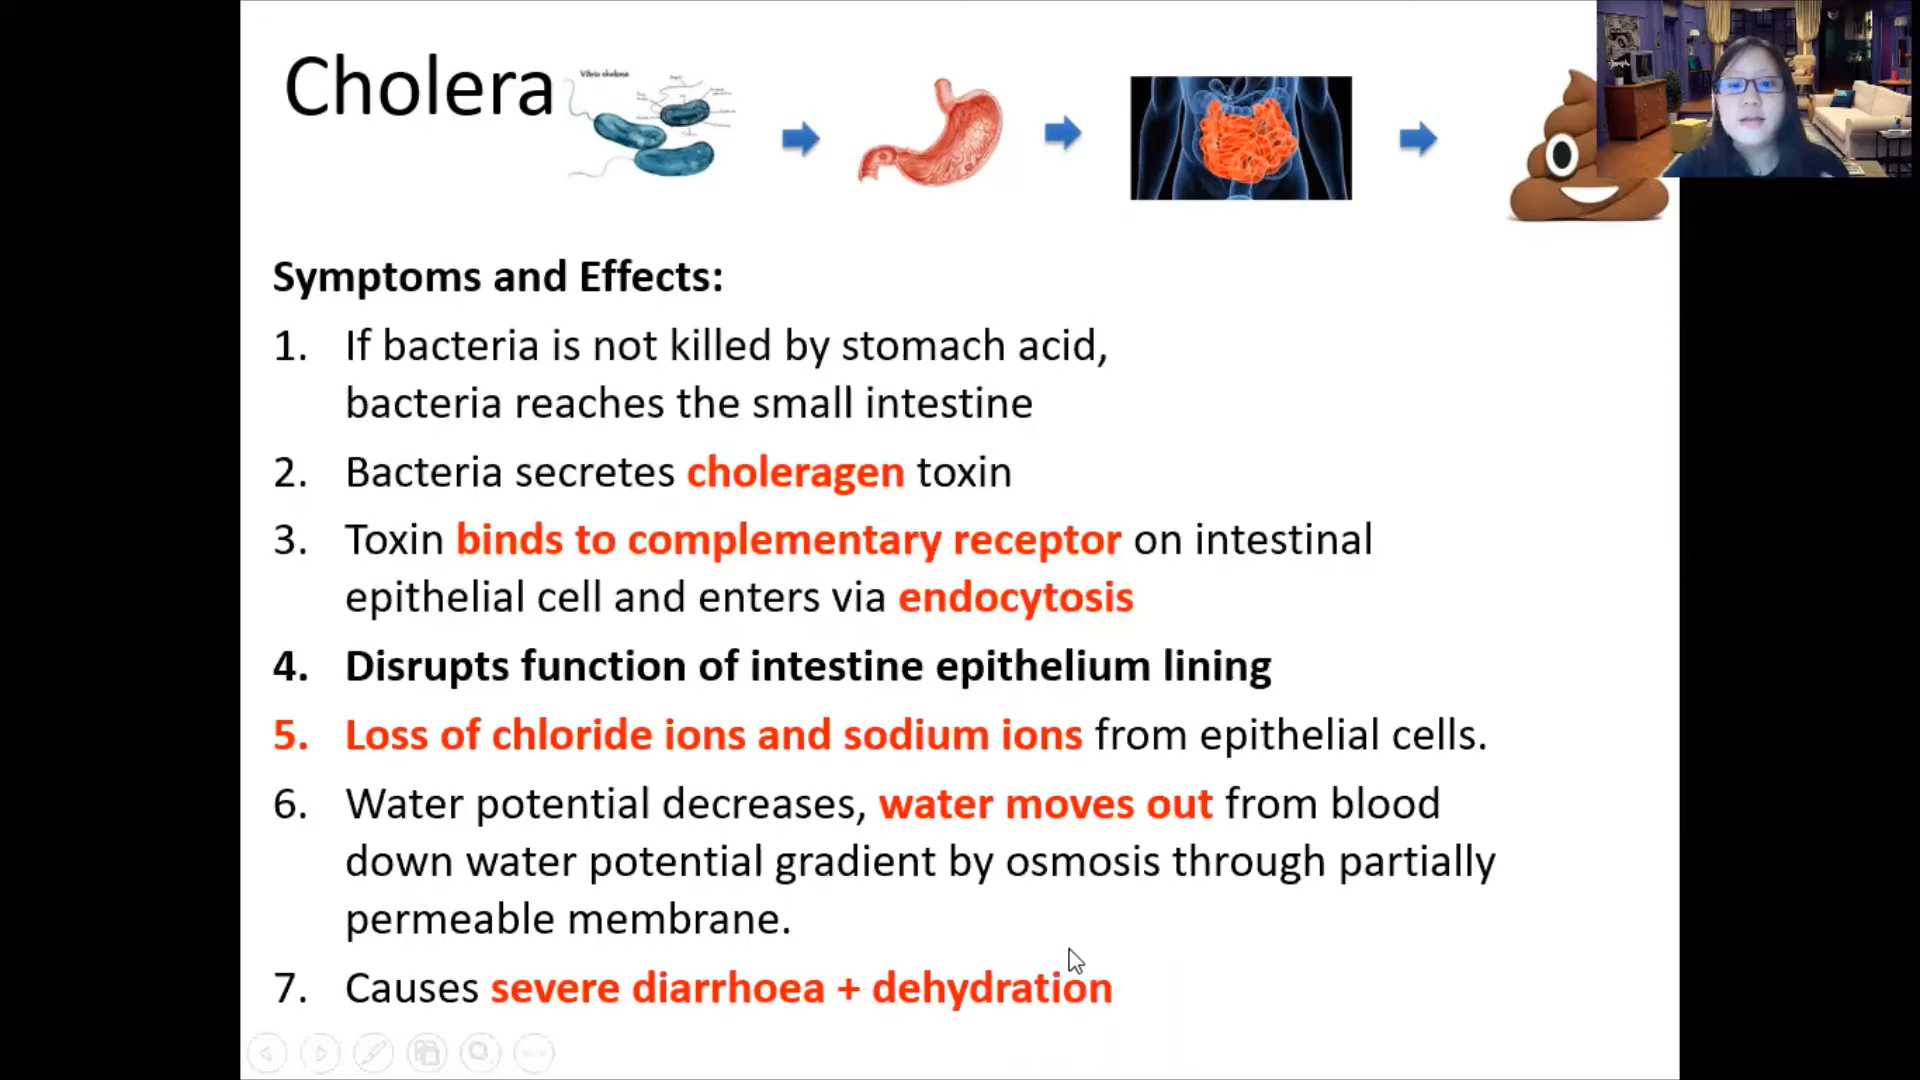 Cholera
Vibrio cholerae
Symptoms and Effects:
1. If bacteria is not killed by stomach acid,
bacteria reaches the small intestine
2. Bacteria secretes choleragen toxin
3. Toxin binds to complementary receptor on intestinal
epithelial cell and enters via endocytosis
4. Disrupts function of intestine epithelium lining
5. Loss of chloride ions and sodium ions from epithelial cells.
6. Water potential decreases, water moves out from blood
down water potential gradient by osmosis through partially
permeable membrane.
7. Causes severe diarrhoea + dehydration